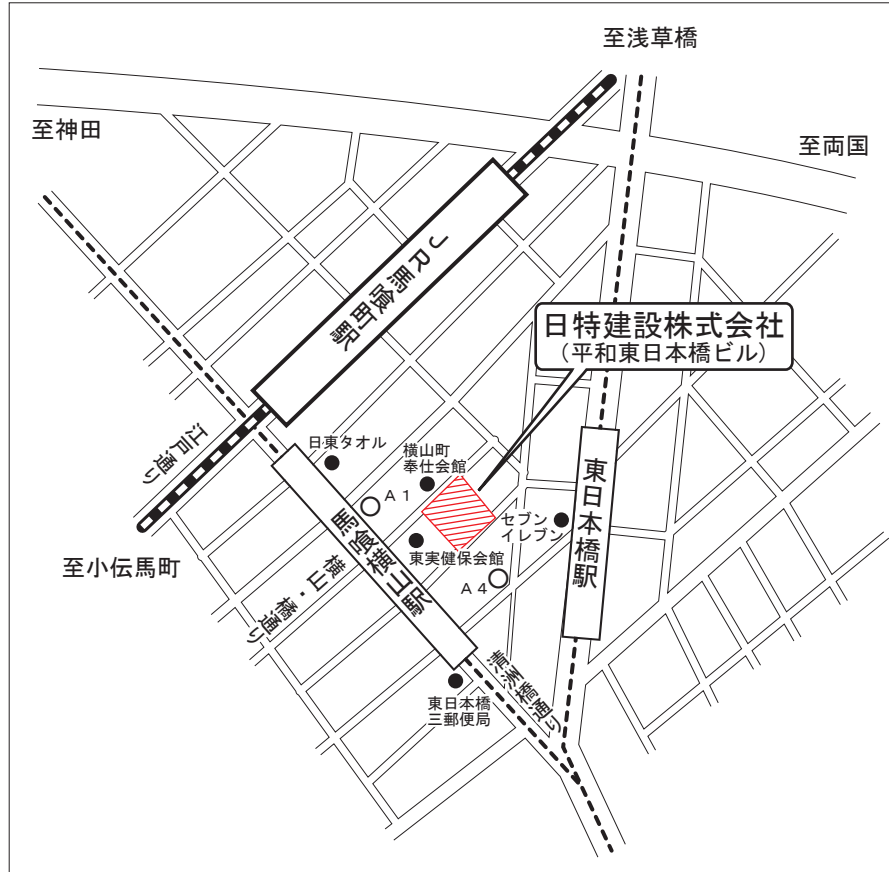 至浅草橋
至神田
至両国
JR馬喰町駅
日特建設株式会社
(平和東日本橋ビル)
江戸通り
日東タオル
横山町
奉仕会館
A1
東日本橋駅
セブン
イレブン
馬喰横山駅
東実健保会館
至小伝馬町
横山・橘通り
A4
清洲橋通り
東日本橋
三郵便局